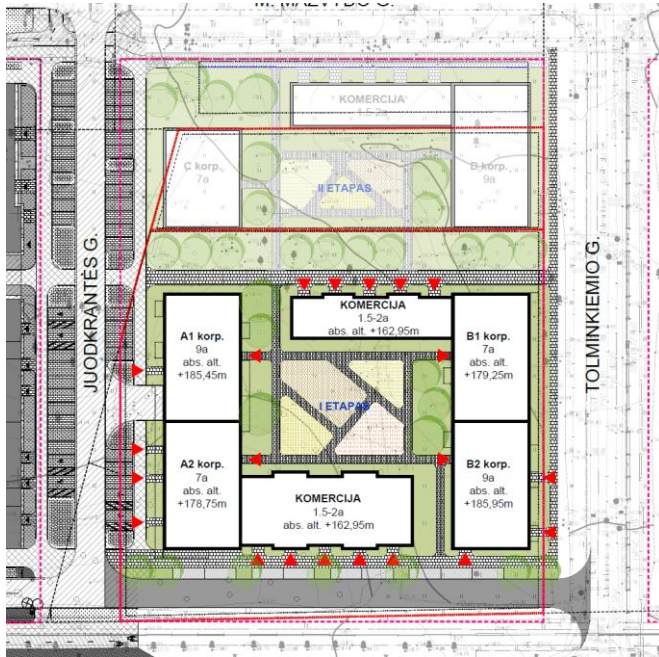 M. MAŽVYDO G.
KOMERCIJA
1.5-2a
C korp.
7a
D korp.
9a
II ETAPAS
JUODKRANTĖS G.
TOLMINKIEMIO G.
KOMERCIJA
1.5-2a
abs. alt. +162,95m
A1 korp.
9a
abs. alt.
+185,45m
B1 korp.
7a
abs. alt.
+179,25m
I ETAPAS
A2 korp.
7a
abs. alt.
+178,75m
B2 korp.
9a
abs. alt.
+185,95m
KOMERCIJA
1.5-2a
abs. alt. +162,95m